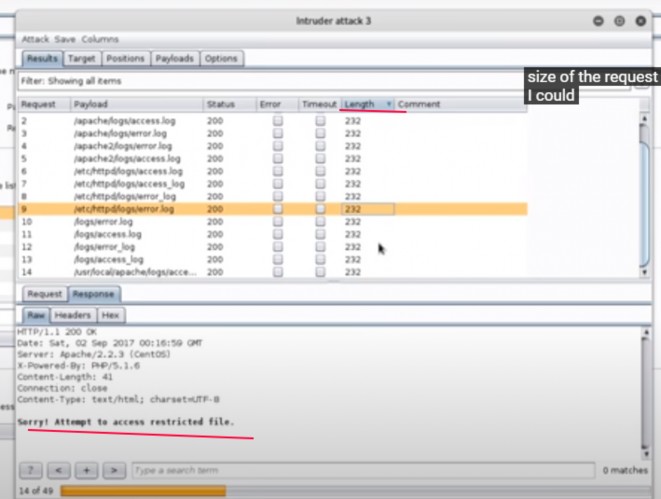 Intruder attack 3
Attack Save Columns
Results Target Positions Payloads Options
Filter: Showing all items
size of the request
I could
Request Payload Status Error Timeout Length Comment
2 /apache/logs/access.log 200 232
3 /apache/logs/error.log 200 232
4 /apache2/logs/error.log 200 232
5 /apache2/logs/access.log 200 232
6 /etc/httpd/logs/access.log 200 232
7 /etc/httpd/logs/access_log 200 232
8 /etc/httpd/logs/error_log 200 232
9 /etc/httpd/logs/error.log 200 232
10 /logs/error.log 200 232
11 /logs/access.log 200 232
12 /logs/error_log 200 232
13 /logs/access_log 200 232
14 /usr/local/apache/logs/acce... 200 232
Request Response
Raw Headers Hex
HTTP/1.1 200 OK
Date: Sat, 02 Sep 2017 00:16:59 GMT
Server: Apache/2.2.3 (CentOS)
X-Powered-By: PHP/5.1.6
Content-Length: 41
Connection: close
Content-Type: text/html; charset=UTF-8
Sorry! Attempt to access restricted file.
? < + > Type a search term 0 matches
14 of 49